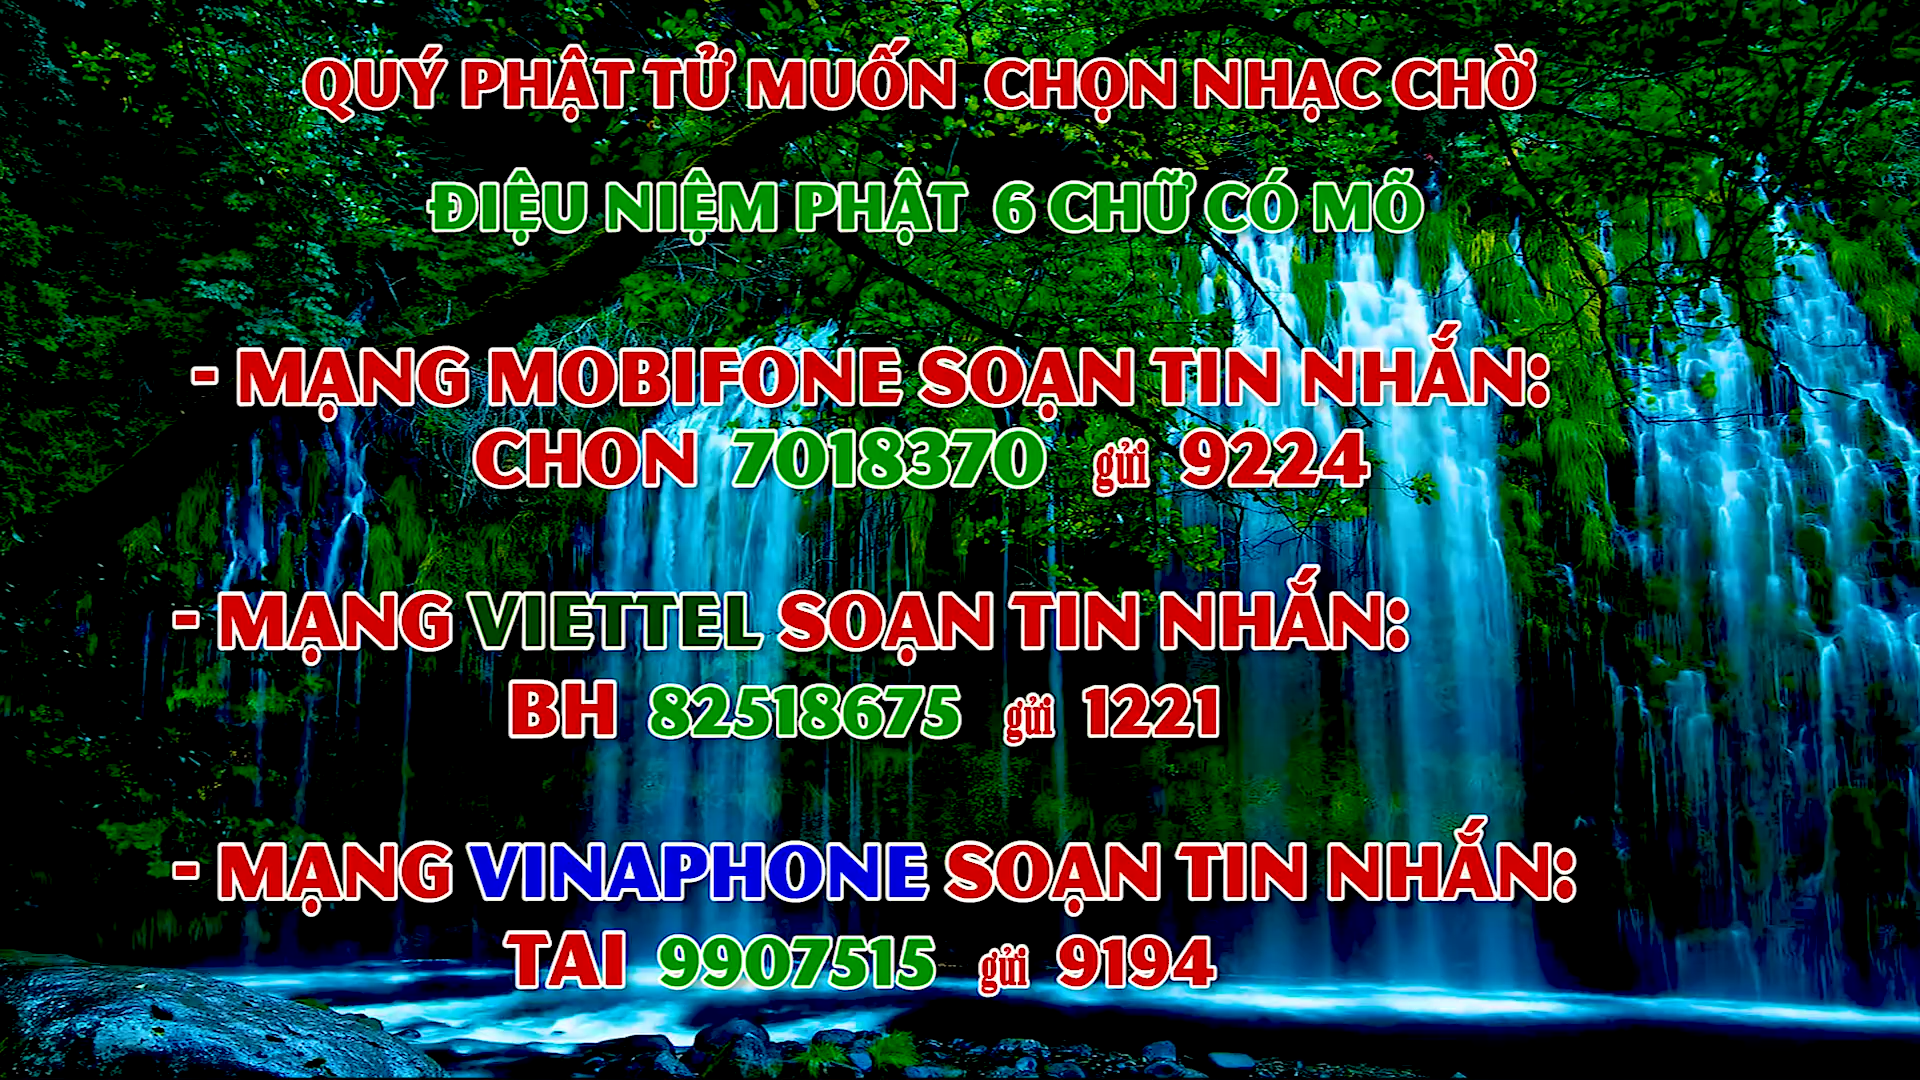 QUÝ PHẬT TỬ MUỐN CHỌN NHẠC CHỜ
ĐIỆU NIỆM PHẬT 6 CHỮ CÓ MÕ
- MẠNG MOBIFONE SOẠN TIN NHẮN:
CHON 7018370 gửi 9224
- MẠNG VIETTEL SOẠN TIN NHẮN:
BH 82518675 gửi 1221
- MẠNG VINAPHONE SOẠN TIN NHẮN:
TAI 9907515 gửi 9194